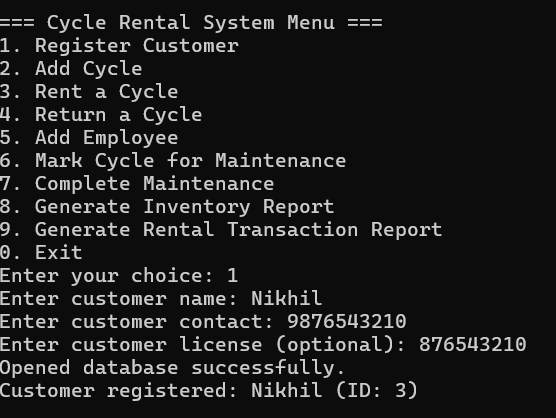 === Cycle Rental System Menu ===
1. Register Customer
2. Add Cycle
3. Rent a Cycle
4. Return a Cycle
5. Add Employee
6. Mark Cycle for Maintenance
7. Complete Maintenance
8. Generate Inventory Report
9. Generate Rental Transaction Report
0. Exit
Enter your choice: 1
Enter customer name: Nikhil
Enter customer contact: 9876543210
Enter customer license (optional): 876543210
Opened database successfully.
Customer registered: Nikhil (ID: 3)